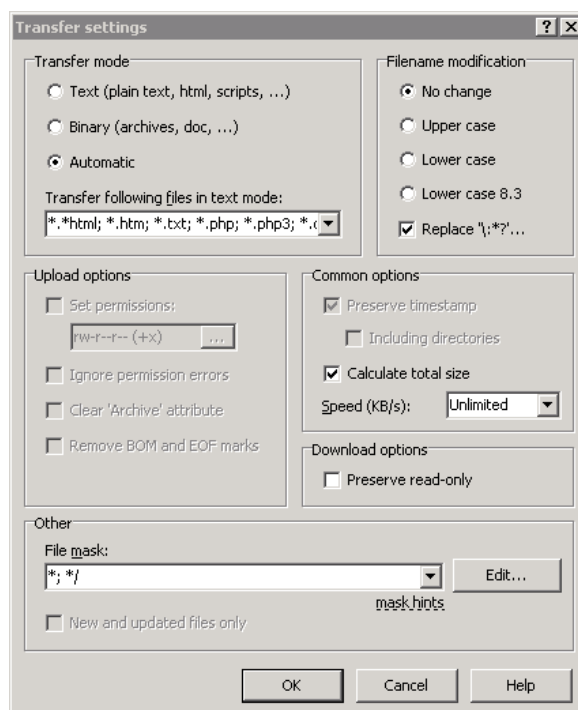 Transfer settings
Transfer mode
Text (plain text, html, scripts, ...)
Binary (archives, doc, ...)
Automatic
Transfer following files in text mode:
*.*html; *.htm; *.txt; *.php; *.php3; *.c
Filename modification
No change
Upper case
Lower case
Lower case 8.3
Replace '\:*?'...
Upload options
Set permissions:
rw-r--r-- (+x)
...
Ignore permission errors
Clear 'Archive' attribute
Remove BOM and EOF marks
Common options
Preserve timestamp
Including directories
Calculate total size
Speed (KB/s):
Unlimited
Download options
Preserve read-only
Other
File mask:
*; */
Edit...
mask hints
New and updated files only
OK
Cancel
Help